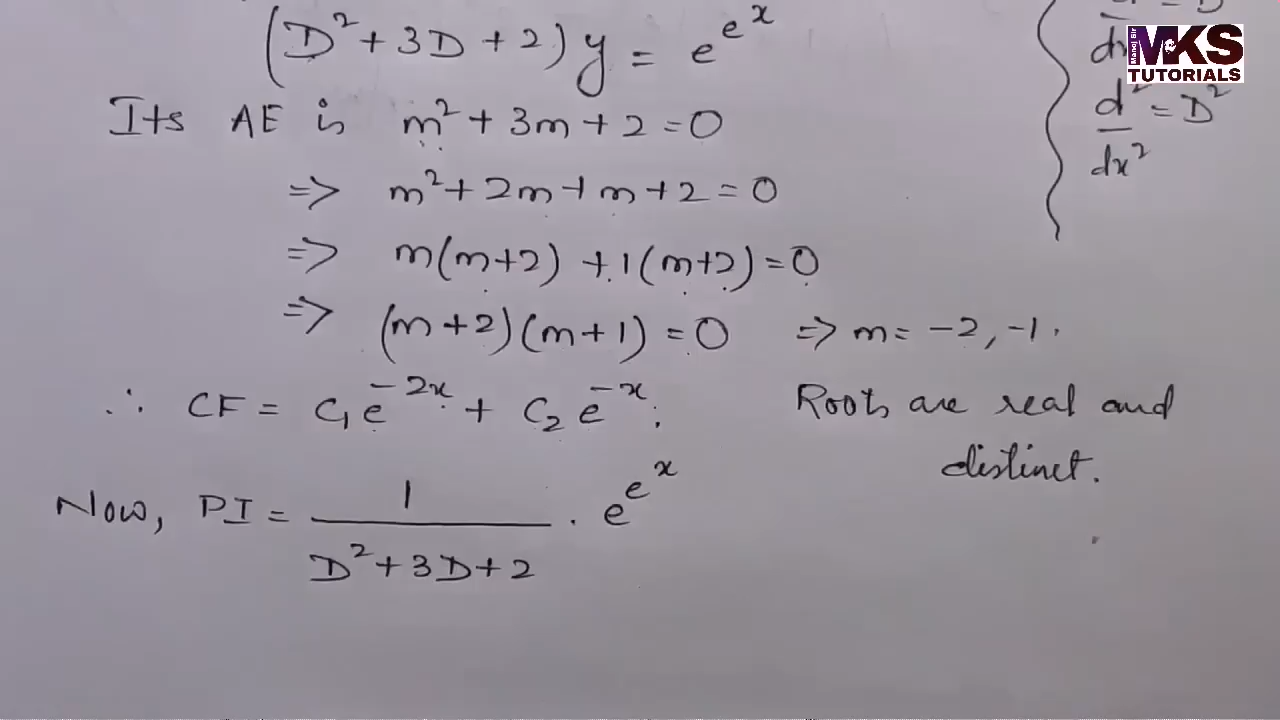 (D² + 3D + 2) y = e^{e^x}
Its AE is m² + 3m + 2 = 0
=> m² + 2m + m + 2 = 0
=> m(m+2) + 1(m+2) = 0
=> (m+2)(m+1) = 0 => m = -2, -1.
∴ CF = C₁e^{-2x} + C₂e^{-x}. Roots are real and
distinct.
Now, PI = 1/(D² + 3D + 2) · e^{e^x}
d²/dx² = D²
Manoj Sir
MKS
TUTORIALS